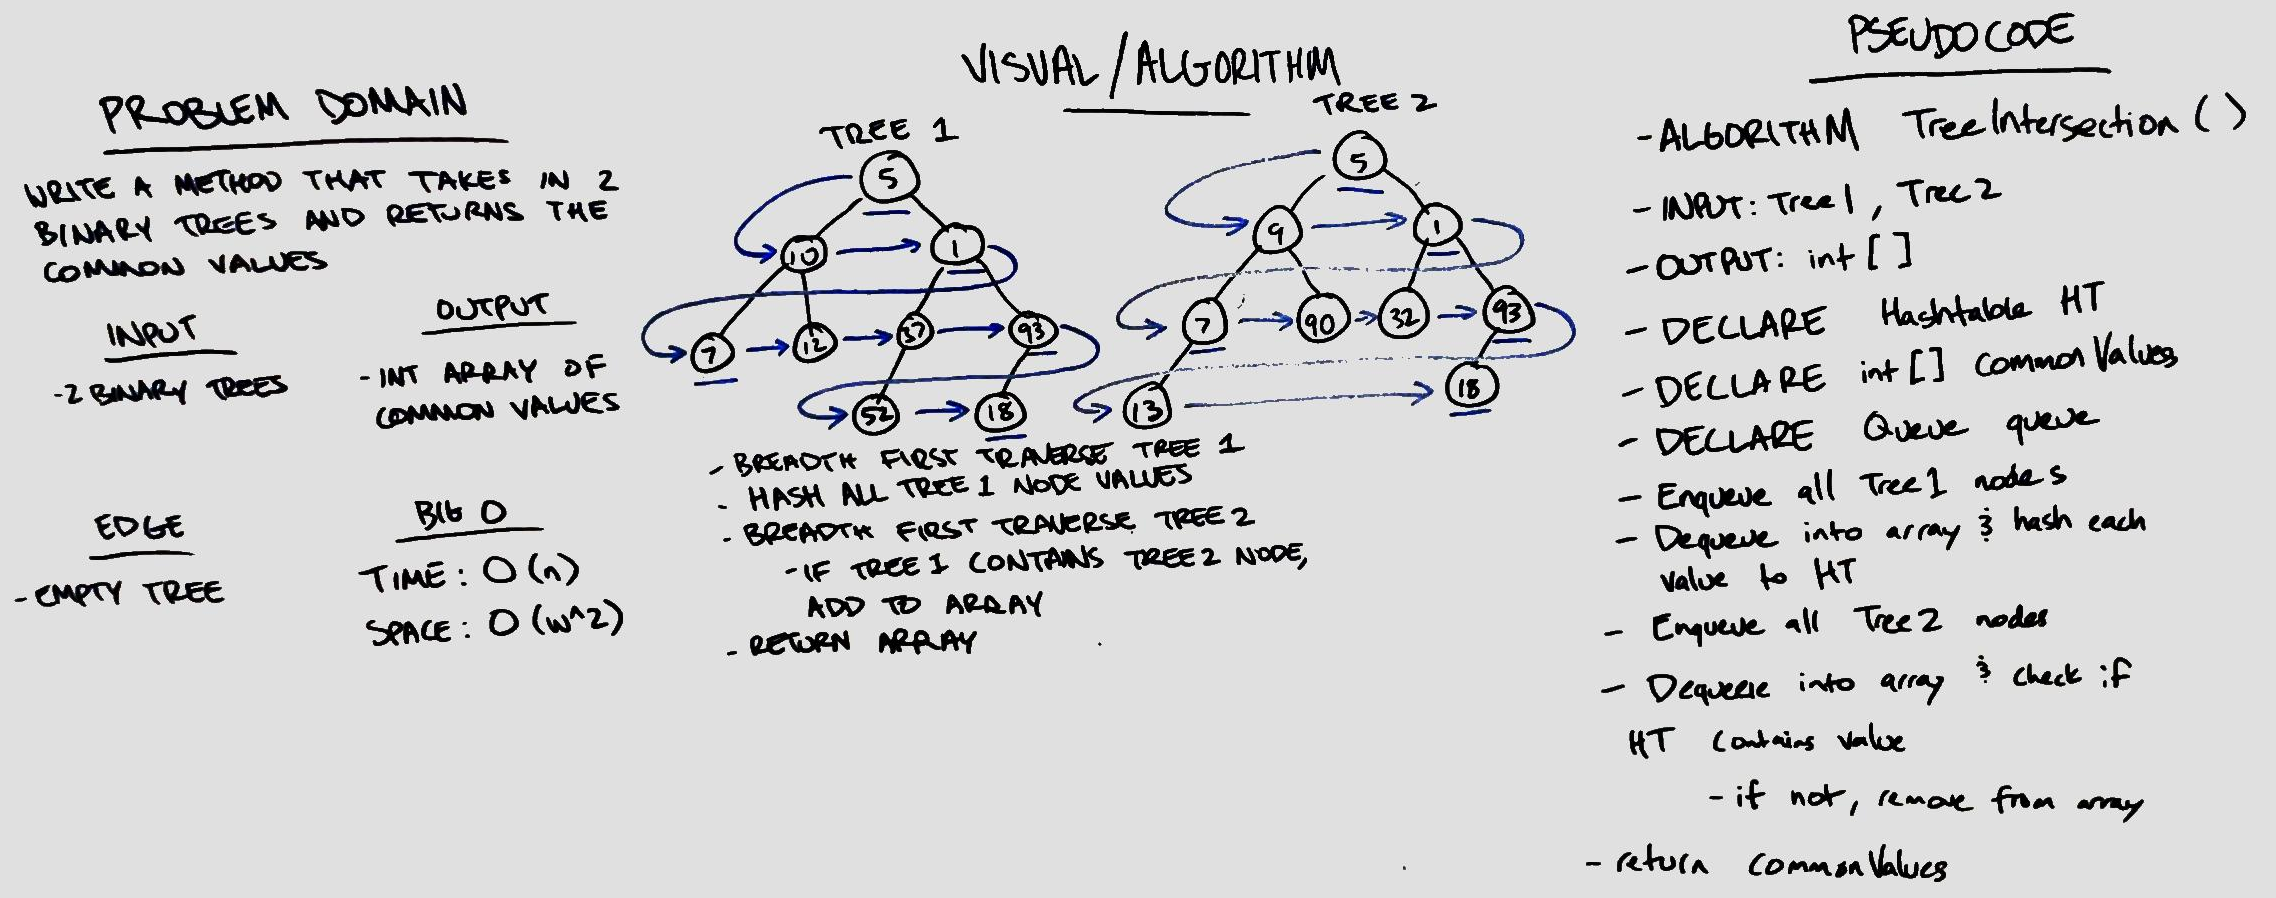 PROBLEM DOMAIN
WRITE A METHOD THAT TAKES IN 2
BINARY TREES AND RETURNS THE
COMMON VALUES
INPUT
-2 BINARY TREES
OUTPUT
-INT ARRAY OF
COMMON VALUES
EDGE
-EMPTY TREE
BIG O
TIME: O(n)
SPACE: O(w^2)
VISUAL/ALGORITHM
TREE 1
5
10 1
7 12 37 93
52 18
TREE 2
5
9 1
7 90 32 93
13 18
- BREADTH FIRST TRAVERSE TREE 1
- HASH ALL TREE 1 NODE VALUES
- BREADTH FIRST TRAVERSE TREE 2
-IF TREE 1 CONTAINS TREE 2 NODE,
ADD TO ARRAY
- RETURN ARRAY
PSEUDOCODE
-ALGORITHM TreeIntersection()
-INPUT: Tree1, Tree2
-OUTPUT: int[]
- DECLARE Hashtable HT
- DECLARE int[] CommonValues
- DECLARE Queue queue
- Enqueue all Tree1 nodes
- Dequeue into array & hash each
value to HT
- Enqueue all Tree2 nodes
- Dequeue into array & check if
HT contains value
- if not, remove from array
- return CommonValues